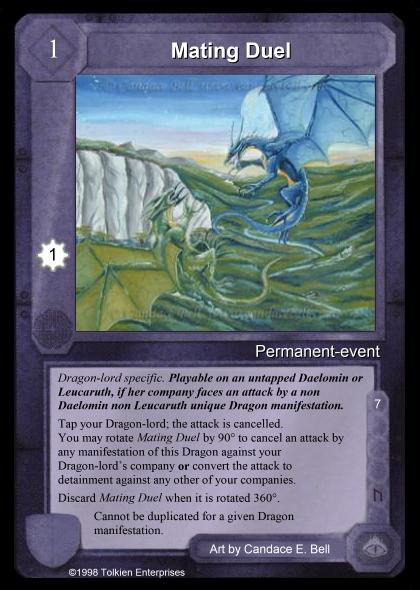 1
Mating Duel
1
Permanent-event
Dragon-lord specific. Playable on an untapped Daelomin or
Leucaruth, if her company faces an attack by a non
Daelomin non Leucaruth unique Dragon manifestation.
7
Tap your Dragon-lord; the attack is cancelled.
You may rotate Mating Duel by 90° to cancel an attack by
any manifestation of this Dragon against your
Dragon-lord's company or convert the attack to
detainment against any other of your companies.
Discard Mating Duel when it is rotated 360°.
Cannot be duplicated for a given Dragon
manifestation.
Art by Candace E. Bell
©1998 Tolkien Enterprises